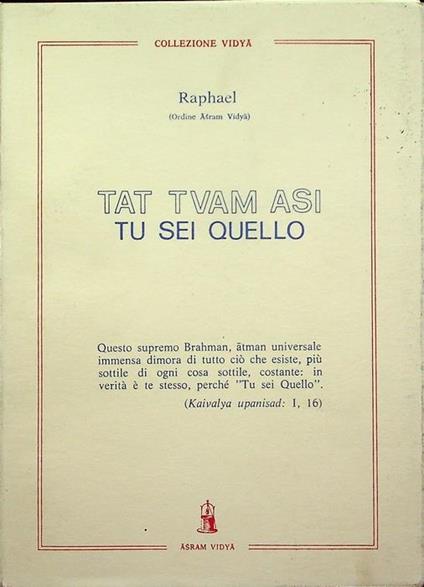 COLLEZIONE VIDYĀ
Raphael
(Ordine Āśram Vidyā)
TAT TVAM ASI
TU SEI QUELLO
Questo supremo Brahman, ātman universale
immensa dimora di tutto ciò che esiste, più
sottile di ogni cosa sottile, costante: in
verità è te stesso, perché "Tu sei Quello".
(Kaivalya upanisad: I, 16)
ĀSRAM VIDYĀ